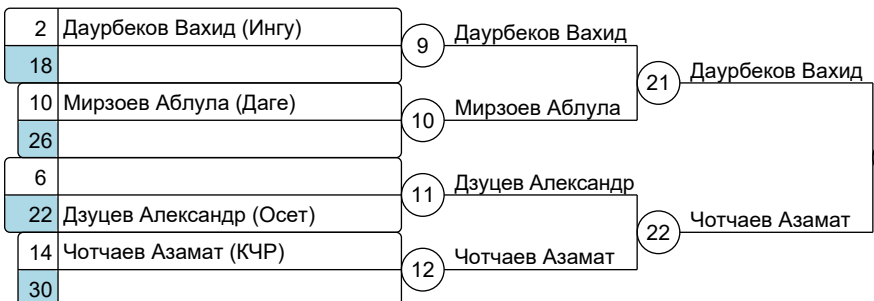 2 Даурбеков Вахид (Ингу)
18
10 Мирзоев Аблула (Даге)
26
6
22 Дзуцев Александр (Осет)
14 Чотчаев Азамат (КЧР)
30
9 Даурбеков Вахид
10 Мирзоев Аблула
11 Дзуцев Александр
12 Чотчаев Азамат
21 Даурбеков Вахид
22 Чотчаев Азамат